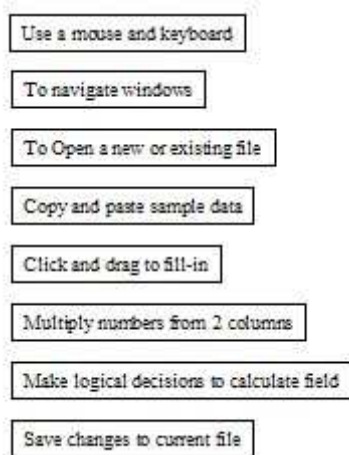 Use a mouse and keyboard
To navigate windows
To Open a new or existing file
Copy and paste sample data
Click and drag to fill-in
Multiply numbers from 2 columns
Make logical decisions to calculate field
Save changes to current file